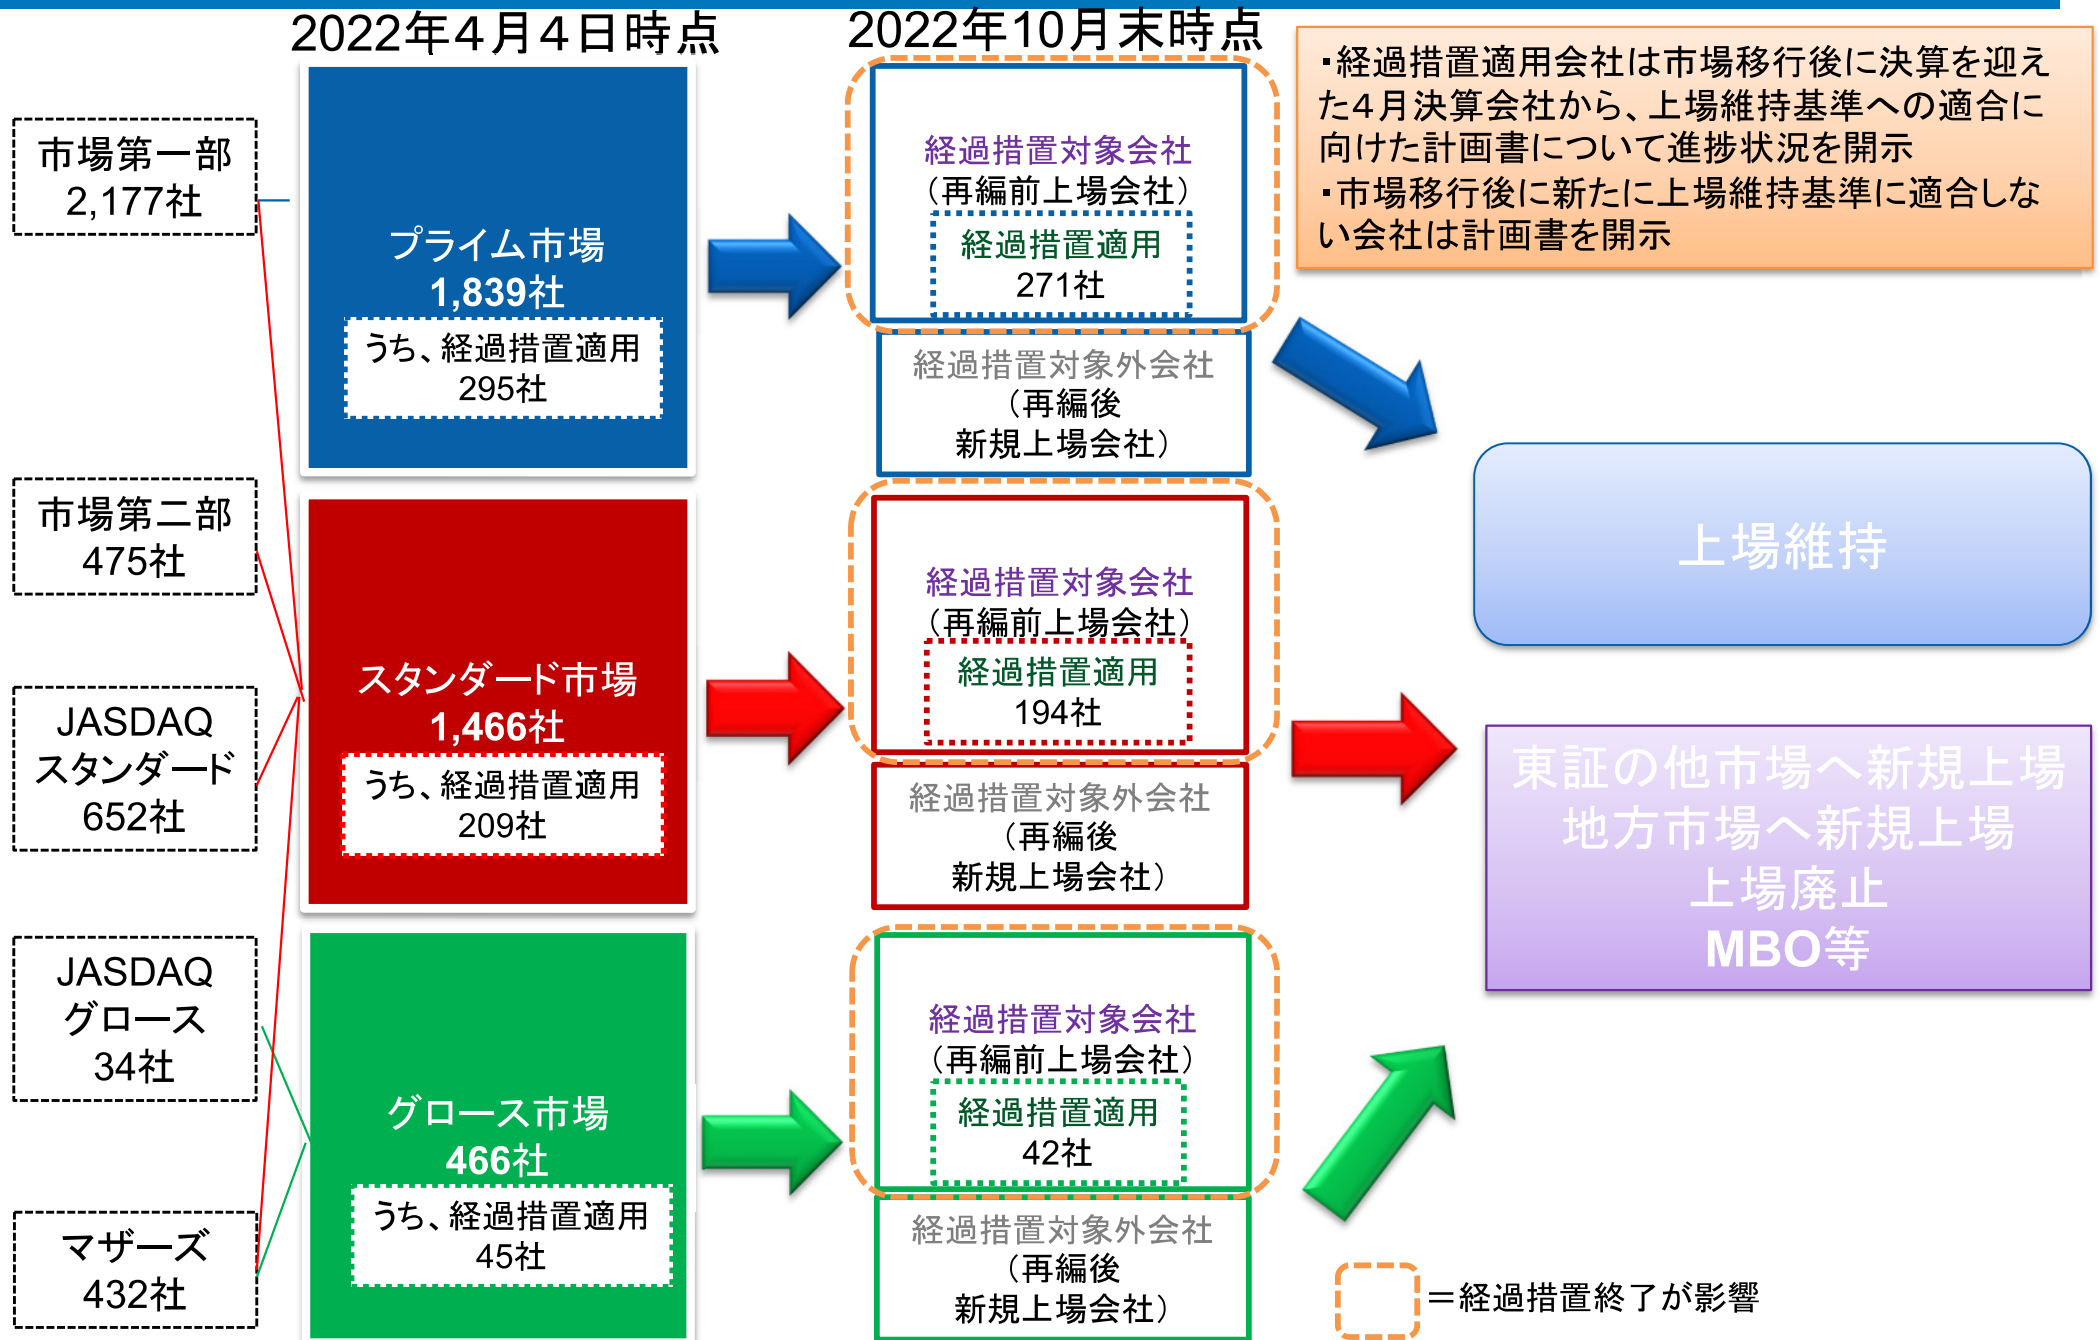 2022年4月4日時点
2022年10月末時点
市場第一部
2,177社
市場第二部
475社
JASDAQ
スタンダード
652社
JASDAQ
グロース
34社
マザーズ
432社
プライム市場
1,839社
うち、経過措置適用
295社
スタンダード市場
1,466社
うち、経過措置適用
209社
グロース市場
466社
うち、経過措置適用
45社
経過措置対象会社
（再編前上場会社）
経過措置適用
271社
経過措置対象外会社
（再編後
新規上場会社）
経過措置対象会社
（再編前上場会社）
経過措置適用
194社
経過措置対象外会社
（再編後
新規上場会社）
経過措置対象会社
（再編前上場会社）
経過措置適用
42社
経過措置対象外会社
（再編後
新規上場会社）
・経過措置適用会社は市場移行後に決算を迎え
た4月決算会社から、上場維持基準への適合に
向けた計画書について進捗状況を開示
・市場移行後に新たに上場維持基準に適合しな
い会社は計画書を開示
上場維持
東証の他市場へ新規上場
地方市場へ新規上場
上場廃止
MBO等
＝経過措置終了が影響